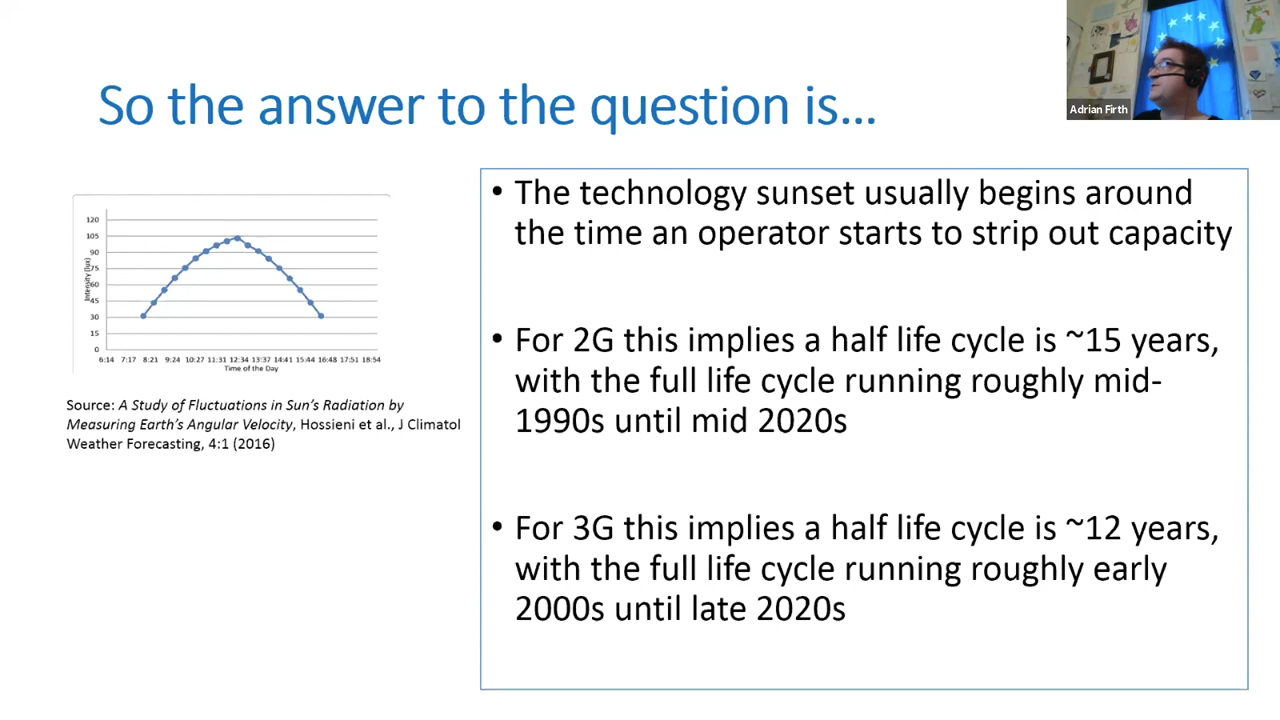 So the answer to the question is...
Adrian Firth
• The technology sunset usually begins around
the time an operator starts to strip out capacity
• For 2G this implies a half life cycle is ~15 years,
with the full life cycle running roughly mid-
1990s until mid 2020s
• For 3G this implies a half life cycle is ~12 years,
with the full life cycle running roughly early
2000s until late 2020s
120
105
90
75
60
45
30
15
0
Intensity (lux)
6:14 7:17 8:21 9:24 10:27 11:31 12:34 13:37 14:41 15:44 16:48 17:51 18:54
Time of the Day
Source: A Study of Fluctuations in Sun's Radiation by
Measuring Earth's Angular Velocity, Hossieni et al., J Climatol
Weather Forecasting, 4:1 (2016)